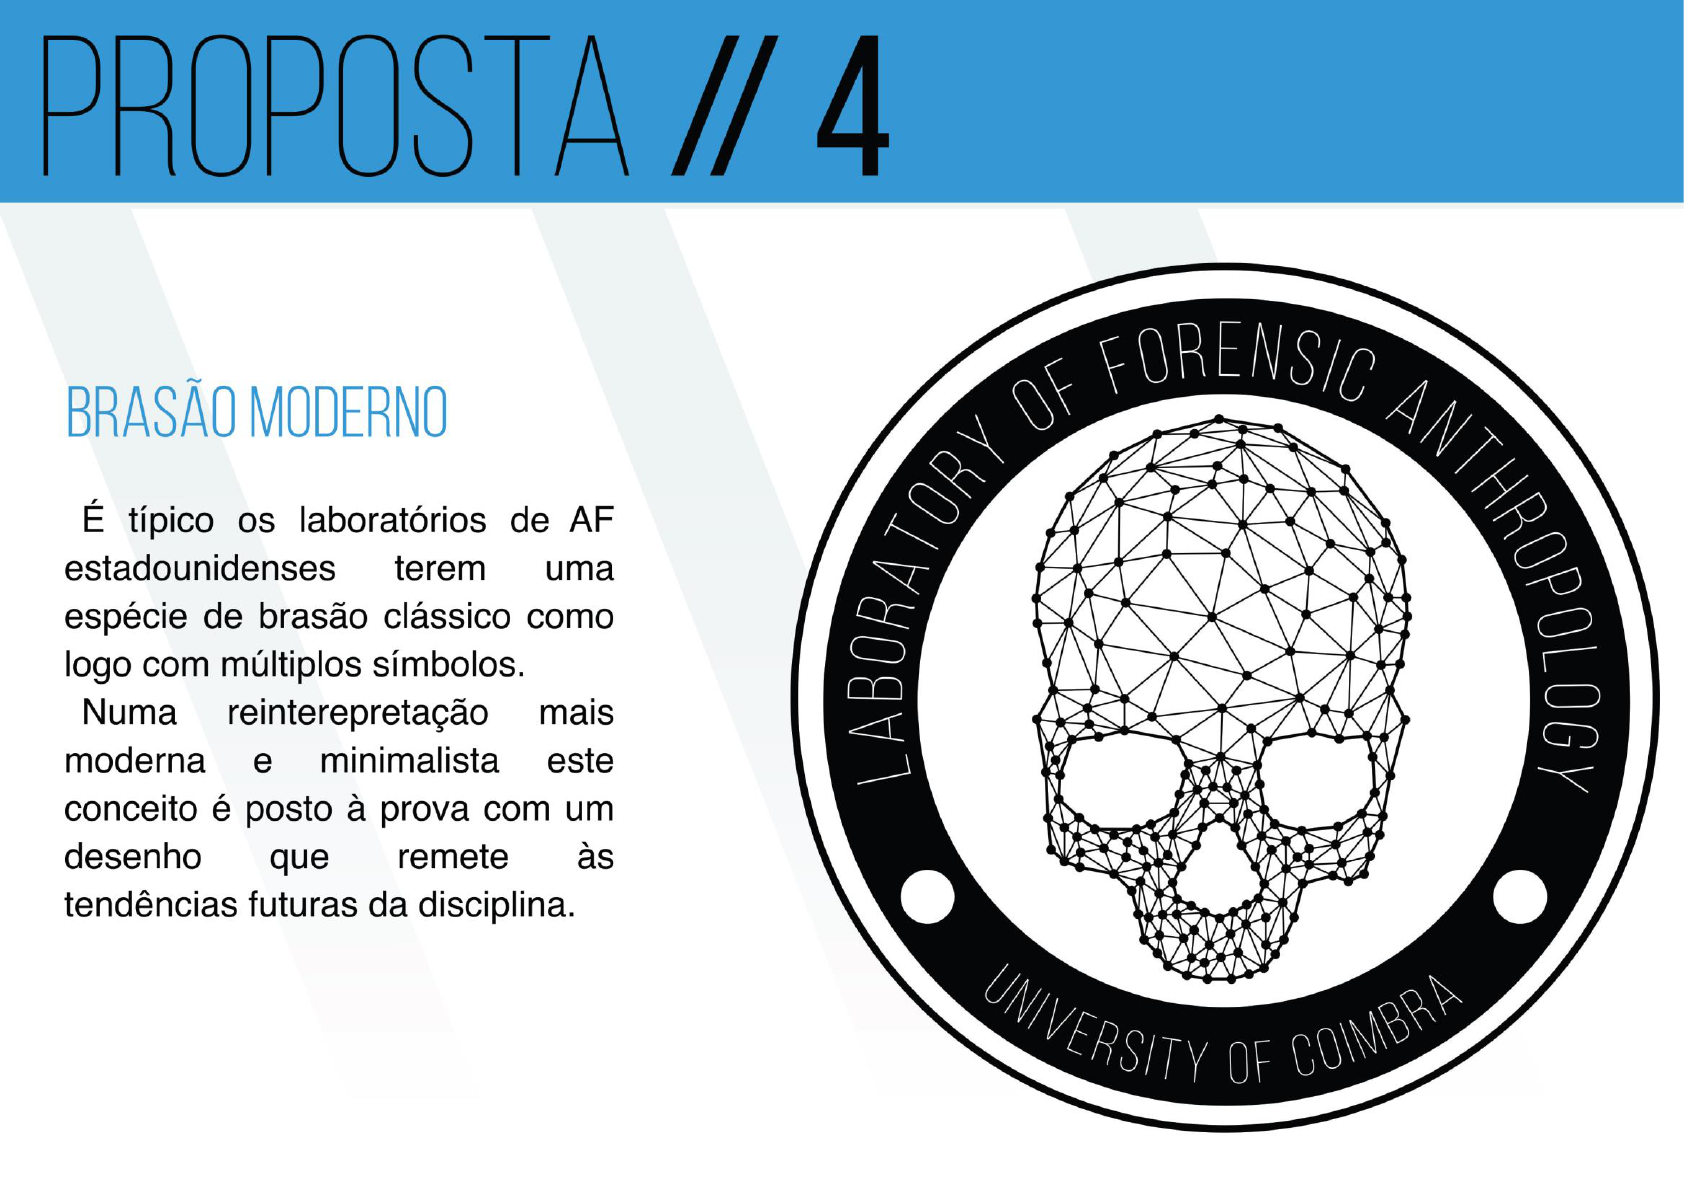 PROPOSTA // 4
BRASÃO MODERNO
É típico os laboratórios de AF
estadounidenses terem uma
espécie de brasão clássico como
logo com múltiplos símbolos.
Numa reinterepretação mais
moderna e minimalista este
conceito é posto à prova com um
desenho que remete às
tendências futuras da disciplina.
LABORATORY OF FORENSIC ANTHROPOLOGY
UNIVERSITY OF COIMBRA